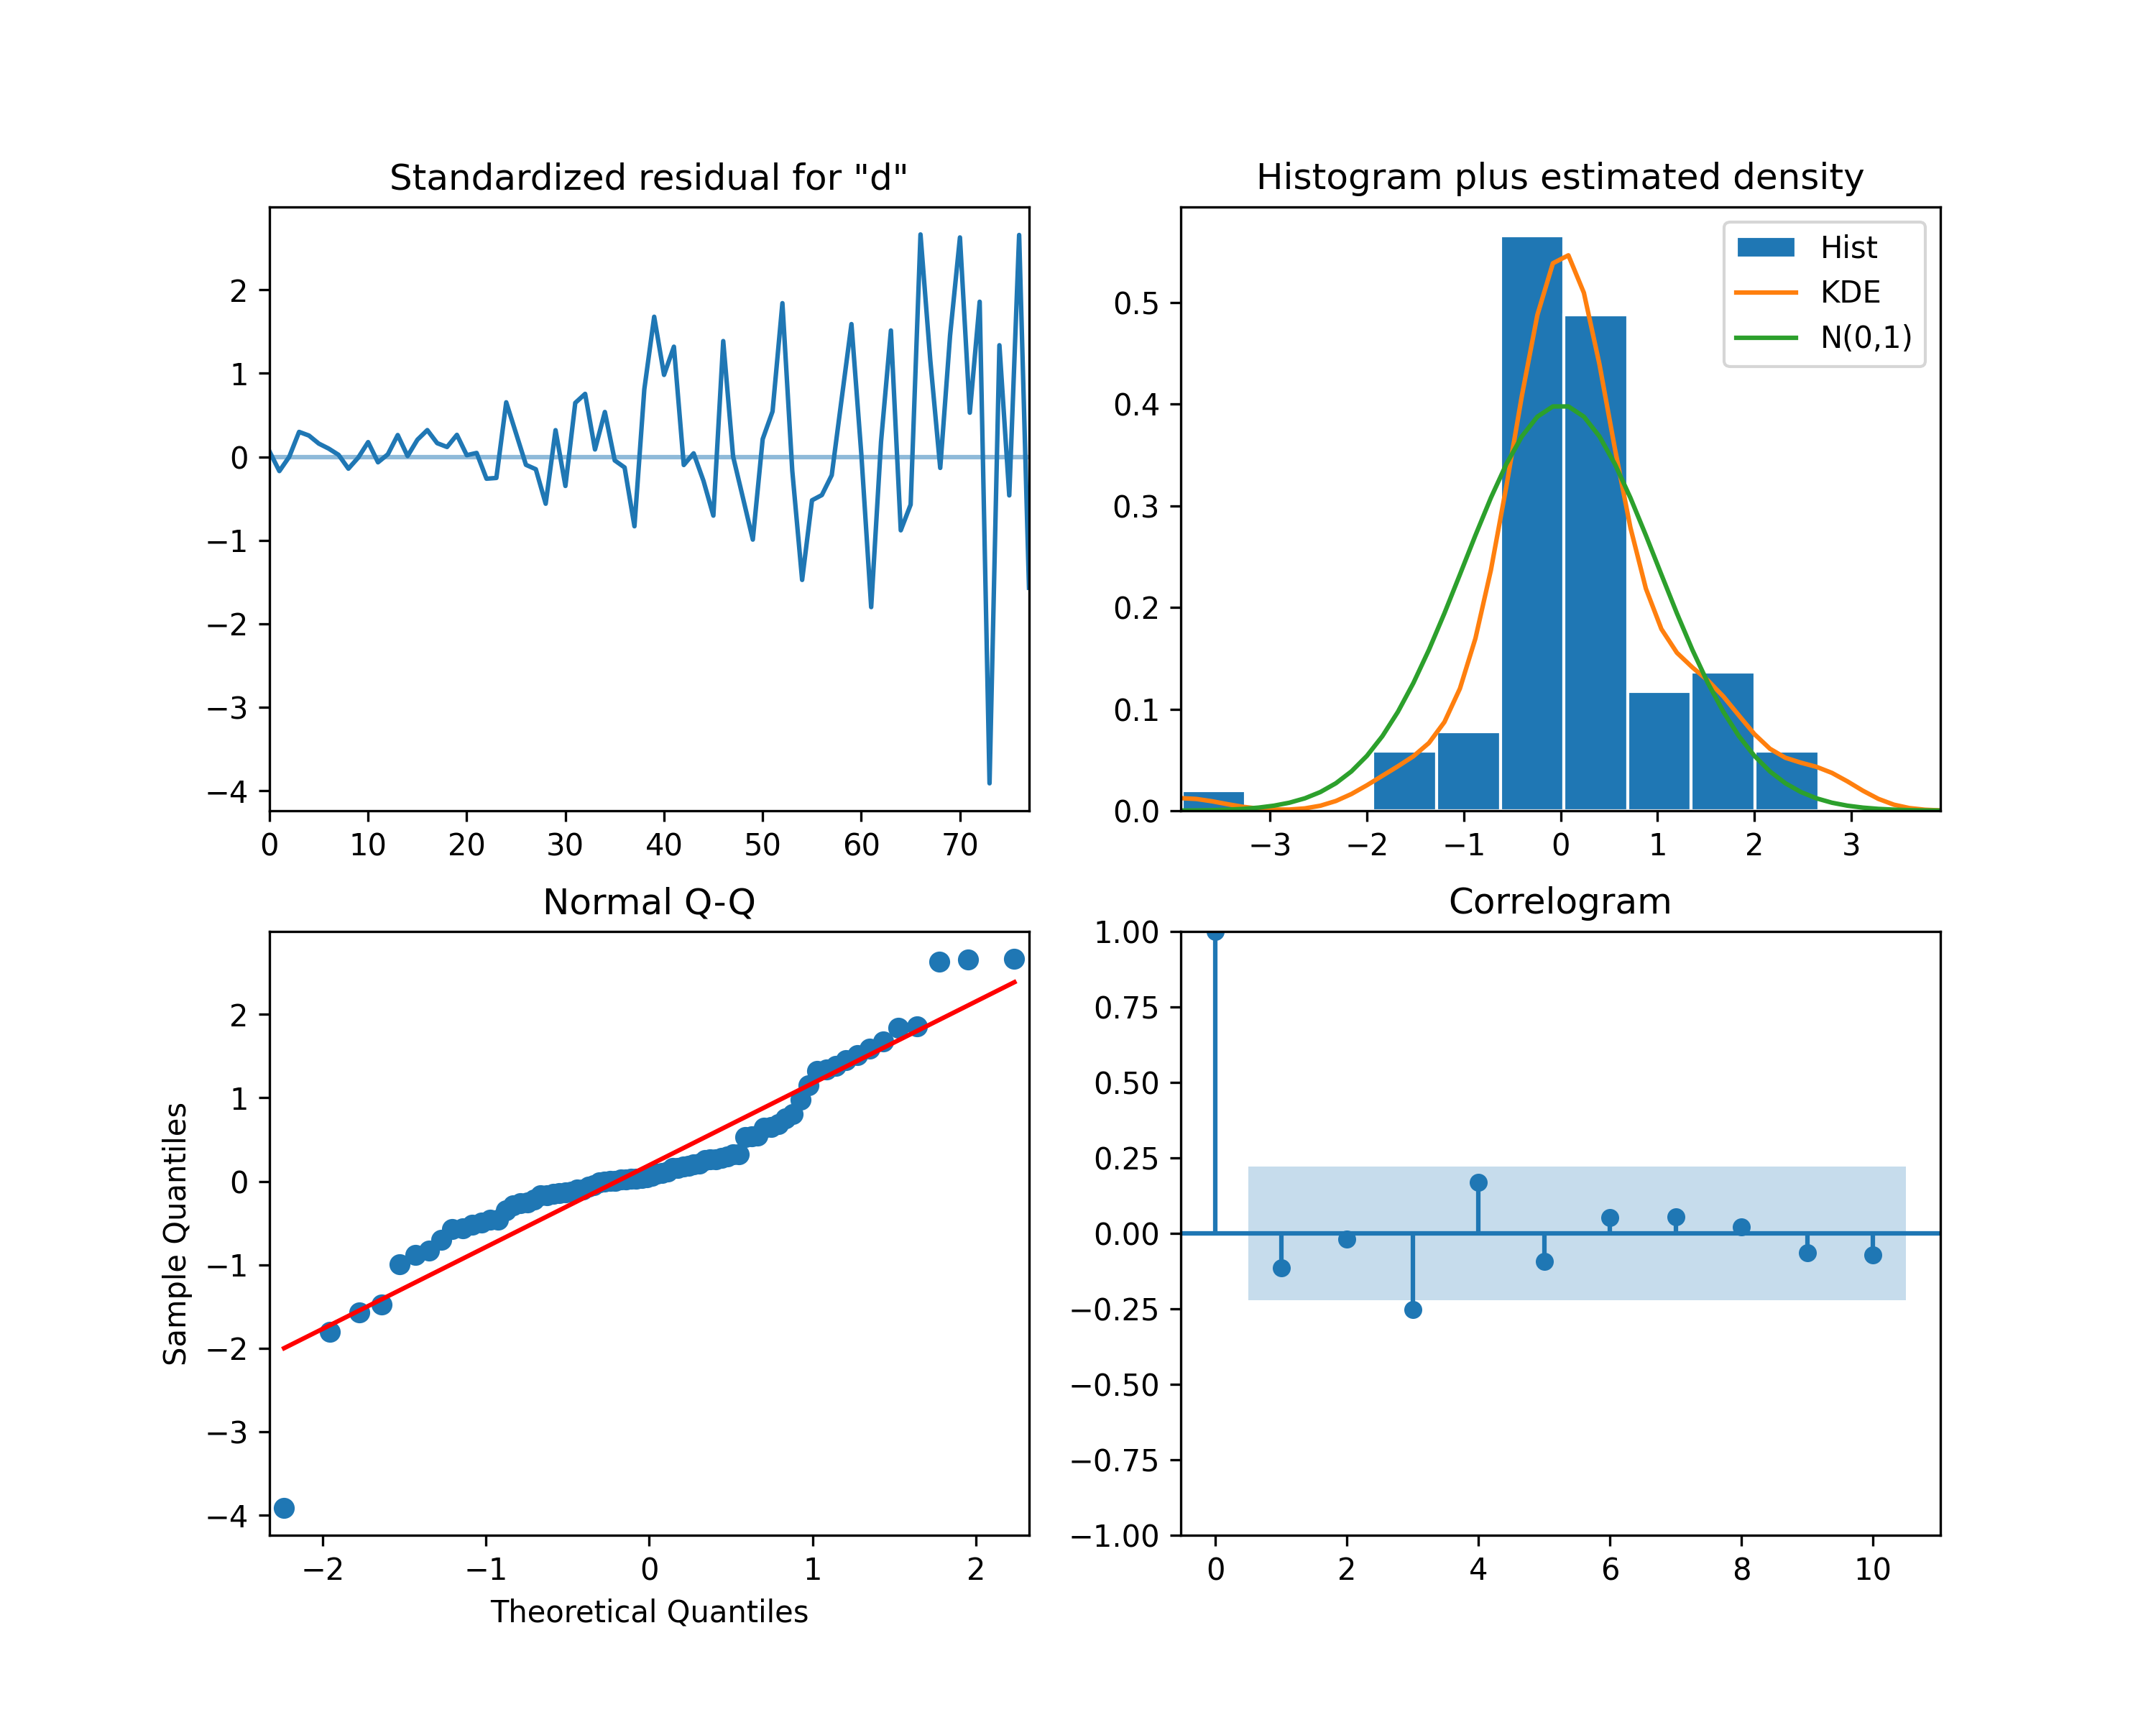 Standardized residual for "d"
2
1
0
−1
−2
−3
−4
0 10 20 30 40 50 60 70
Histogram plus estimated density
Hist
KDE
N(0,1)
0.5
0.4
0.3
0.2
0.1
0.0
−3 −2 −1 0 1 2 3
Normal Q-Q
Sample Quantiles
2
1
0
−1
−2
−3
−4
−2 −1 0 1 2
Theoretical Quantiles
Correlogram
1.00
0.75
0.50
0.25
0.00
−0.25
−0.50
−0.75
−1.00
0 2 4 6 8 10